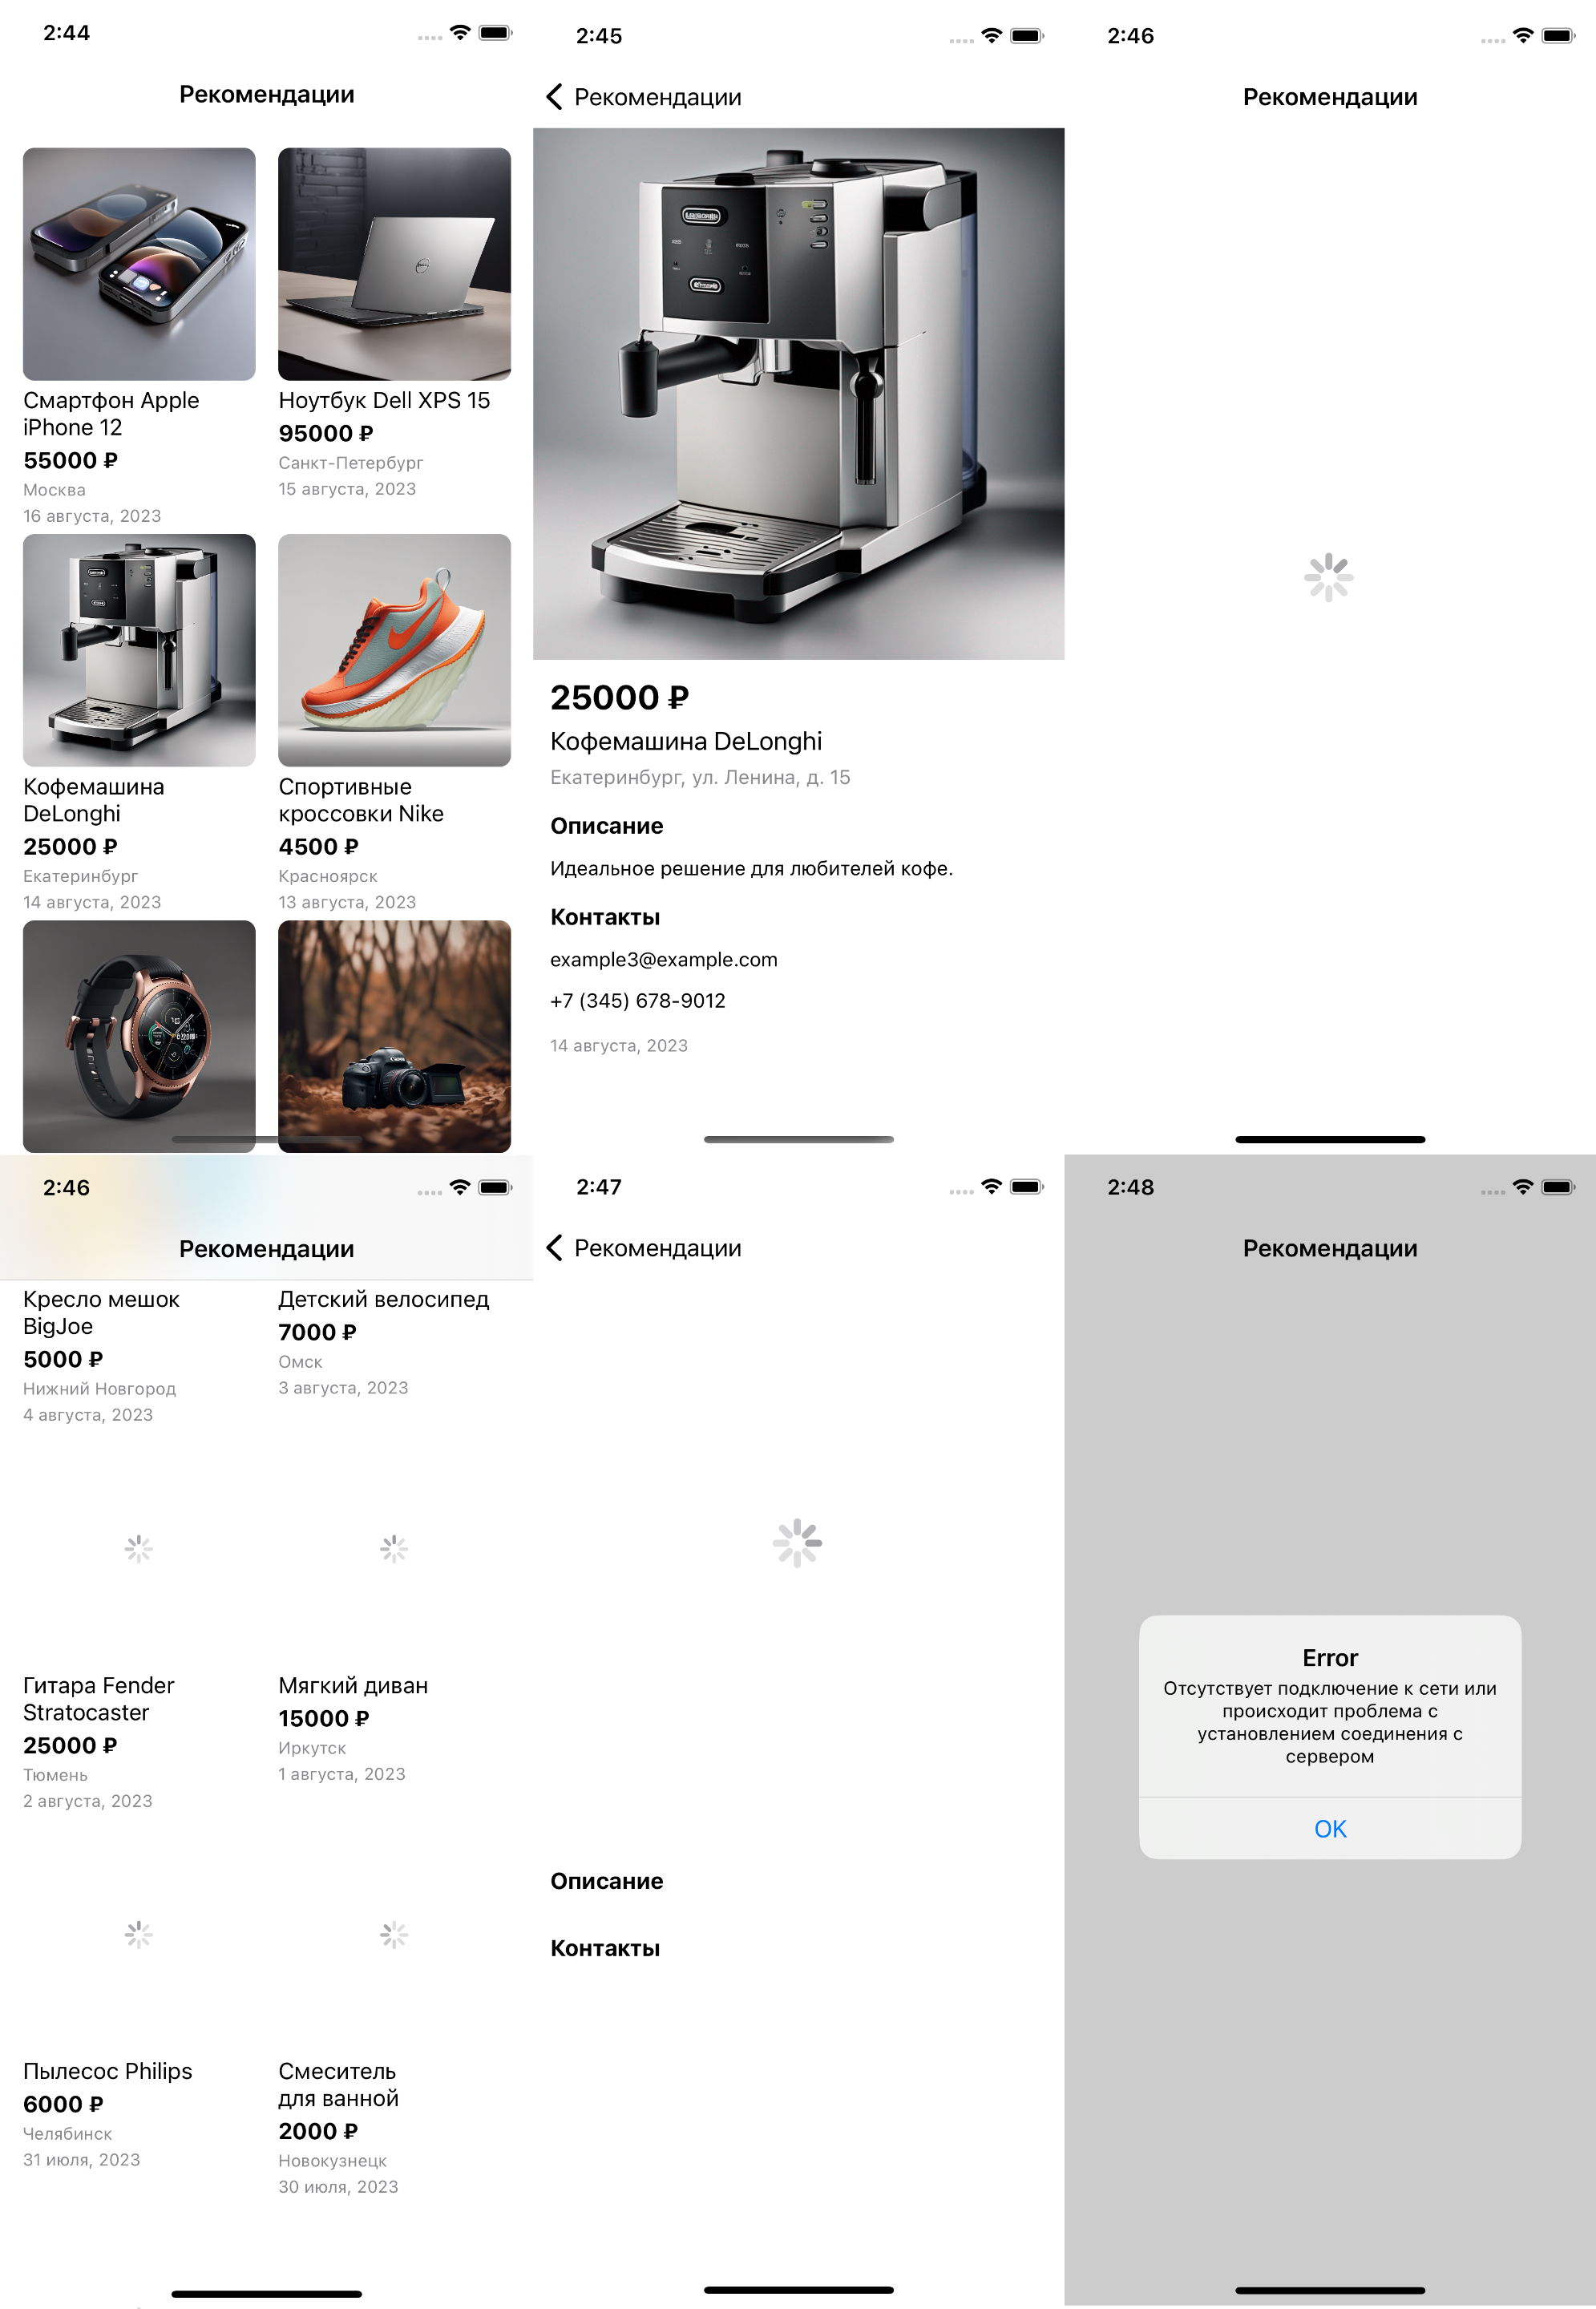 2:44
Рекомендации
Смартфон Apple
iPhone 12
55000 ₽
Москва
16 августа, 2023
Ноутбук Dell XPS 15
95000 ₽
Санкт-Петербург
15 августа, 2023
Кофемашина
DeLonghi
25000 ₽
Екатеринбург
14 августа, 2023
Спортивные
кроссовки Nike
4500 ₽
Красноярск
13 августа, 2023
2:45
Рекомендации
25000 ₽
Кофемашина DeLonghi
Екатеринбург, ул. Ленина, д. 15
Описание
Идеальное решение для любителей кофе.
Контакты
example3@example.com
+7 (345) 678-9012
14 августа, 2023
2:46
Рекомендации
2:46
Рекомендации
Кресло мешок
BigJoe
5000 ₽
Нижний Новгород
4 августа, 2023
Детский велосипед
7000 ₽
Омск
3 августа, 2023
Гитара Fender
Stratocaster
25000 ₽
Тюмень
2 августа, 2023
Мягкий диван
15000 ₽
Иркутск
1 августа, 2023
Пылесос Philips
6000 ₽
Челябинск
31 июля, 2023
Смеситель
для ванной
2000 ₽
Новокузнецк
30 июля, 2023
2:47
Рекомендации
Описание
Контакты
2:48
Рекомендации
Error
Отсутствует подключение к сети или
происходит проблема с
установлением соединения с
сервером
OK